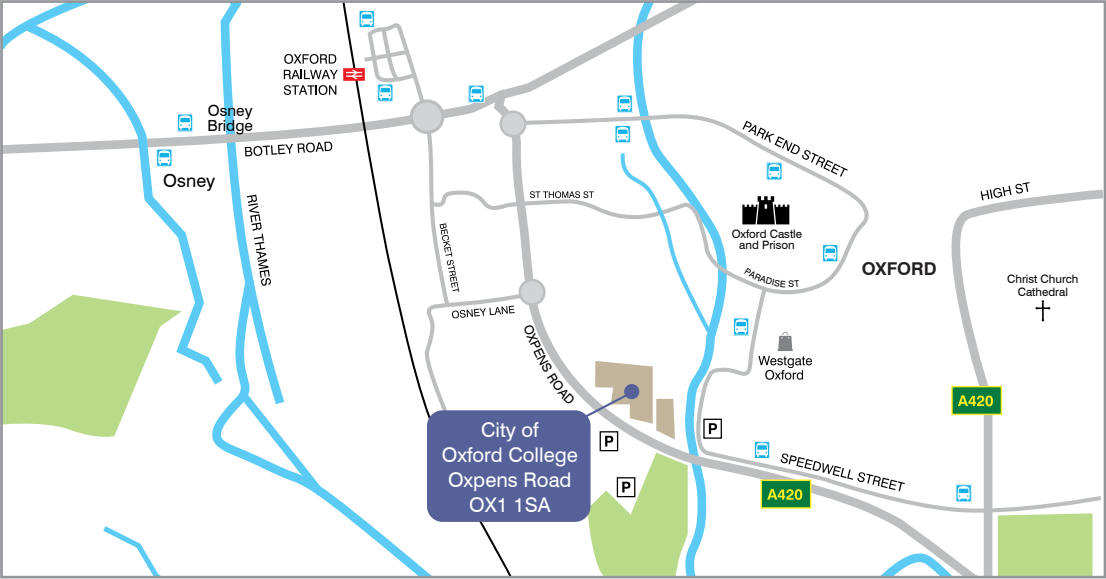 OXFORD
RAILWAY
STATION
Osney
Bridge
BOTLEY ROAD
Osney
RIVER THAMES
PARK END STREET
ST THOMAS ST
BECKET STREET
Oxford Castle
and Prison
HIGH ST
OXFORD
PARADISE ST
Christ Church
Cathedral
OSNEY LANE
OXPENS ROAD
Westgate
Oxford
A420
City of
Oxford College
Oxpens Road
OX1 1SA
P
P
P
SPEEDWELL STREET
A420